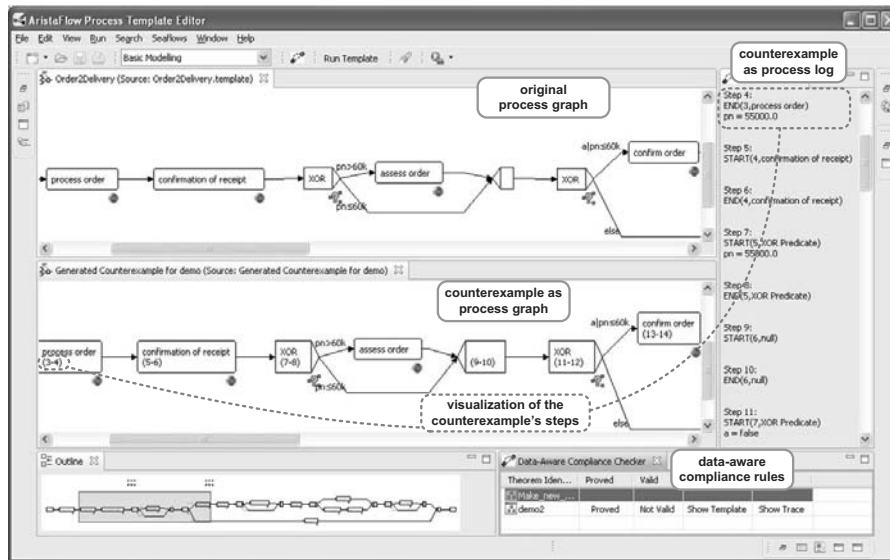 AristaFlow Process Template Editor
File Edit View Run Search Seaflows Window Help
Basic Modelling
Run Template
counterexample
as process log
Order2Delivery (Source: Order2Delivery.template)
original
process graph
process order
confirmation of receipt
XOR
pn>60k
pn≤60k
assess order
XOR
a|pn≤60k
else
confirm order
Step 4:
END(3,process order)
pn = 55000.0
Step 5:
START(4,confirmation of receipt)
Step 6:
END(4,confirmation of receipt)
Step 7:
START(5,XOR Predicate)
pn = 55800.0
Step 8:
END(5,XOR Predicate)
Step 9:
START(6,null)
Step 10:
END(6,null)
Step 11:
START(7,XOR Predicate)
a = false
Generated Counterexample for demo (Source: Generated Counterexample for demo)
counterexample as
process graph
process order
(3-4)
confirmation of receipt
(5-6)
XOR
(7-8)
pn>60k
pn≤60k
assess order
(9-10)
XOR
(11-12)
a|pn≤60k
else
confirm order
(13-14)
visualization of the
counterexample's steps
Outline
Data-Aware Compliance Checker
data-aware
compliance rules
Theorem Iden... Proved Valid
Make_new_...
demo2 Proved Not Valid Show Template Show Trace